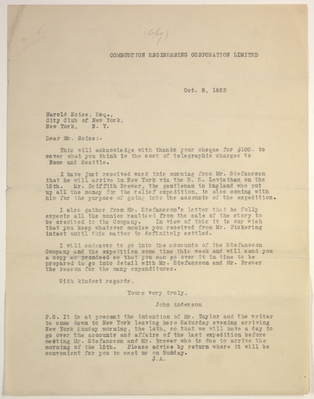 (Copy)
COMBUSTION ENGINEERING CORPORATION LIMITED
Oct. 8, 1923
Harold Noise, Esq.,
City Club of New York,
New York, N. Y.
Dear Mr. Noise:-
This will acknowledge with thanks your cheque for $100. to
cover what you think is the cost of telegraphic charges to
Nome and Seattle.
I have just received word this morning from Mr. Stefansson
that he will arrive in New York via the S. S. Leviathan on the
15th. Mr. Griffith Brewer, the gentleman in England who put
up all the money for the relief expedition, is also coming with
him for the purpose of going into the accounts of the expedition.
I also gather from Mr. Stefansson's letter that he fully
expects all the monies realized from the sale of the story to
be credited to the Company. In view of this it is our wish
that you keep whatever monies you received from Mr. Pickering
intact until this matter is definitely settled.
I will endeavor to go into the accounts of the Stefansson
Company and the expedition some time this week and will send you
a copy as promised so that you can go over it in time to be
prepared to go into detail with Mr. Stefansson and Mr. Brewer
the reason for the many expenditures.
With kindest regards,
Yours very truly,
John Anderson
P.S. It is at present the intention of Mr. Taylor and the writer
to come down to New York leaving here Saturday evening arriving
New York Sunday morning, the 14th, so that we will have a day to
go over the accounts and affairs of the last expedition before
meeting Mr. Stefansson and Mr. Brewer who is due to arrive the
morning of the 15th. Please advise by return where it will be
convenient for you to meet us on Sunday.
J.A.